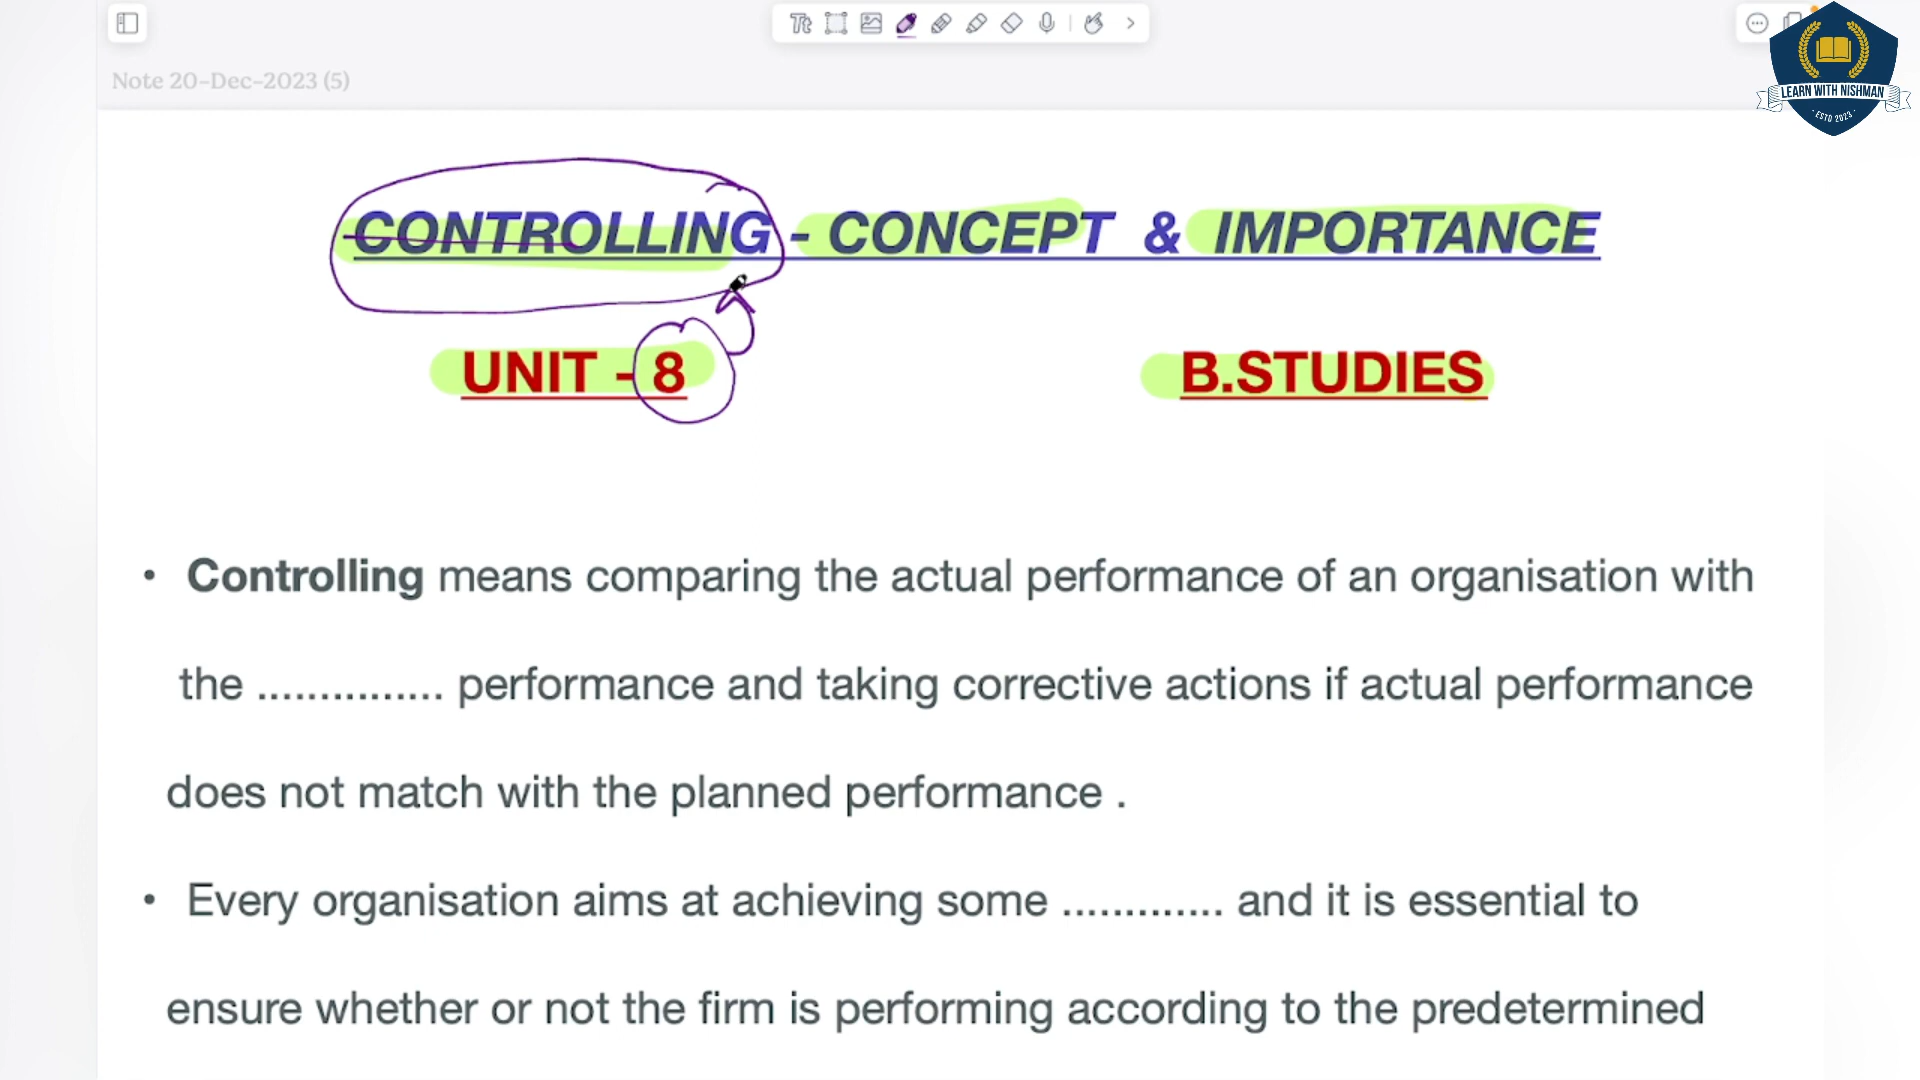 Note 20-Dec-2023 (5)
LEARN WITH NISHMAN
· ESTD 2023 ·
CONTROLLING - CONCEPT & IMPORTANCE
UNIT - 8 B.STUDIES
• Controlling means comparing the actual performance of an organisation with
the ............... performance and taking corrective actions if actual performance
does not match with the planned performance .
• Every organisation aims at achieving some ............. and it is essential to
ensure whether or not the firm is performing according to the predetermined